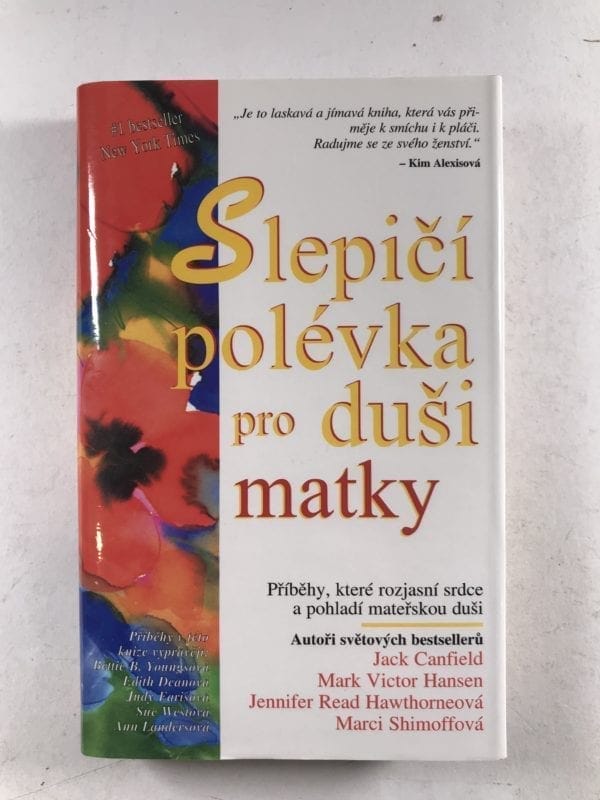 #1 bestseller
New York Times
„Je to laskavá a jímavá kniha, která vás při-
měje k smíchu i k pláči.
Radujme se ze svého ženství.“
– Kim Alexisová
Slepičí
polévka
pro duši
matky
Příběhy, které rozjasní srdce
a pohladí mateřskou duši
Autoři světových bestsellerů
Jack Canfield
Mark Victor Hansen
Jennifer Read Hawthorneová
Marci Shimoffová
Příběhy v této
knize vyprávějí:
Bettie B. Youngsová
Edith Deanová
Judy Farisová
Sue Westová
Ann Landersová